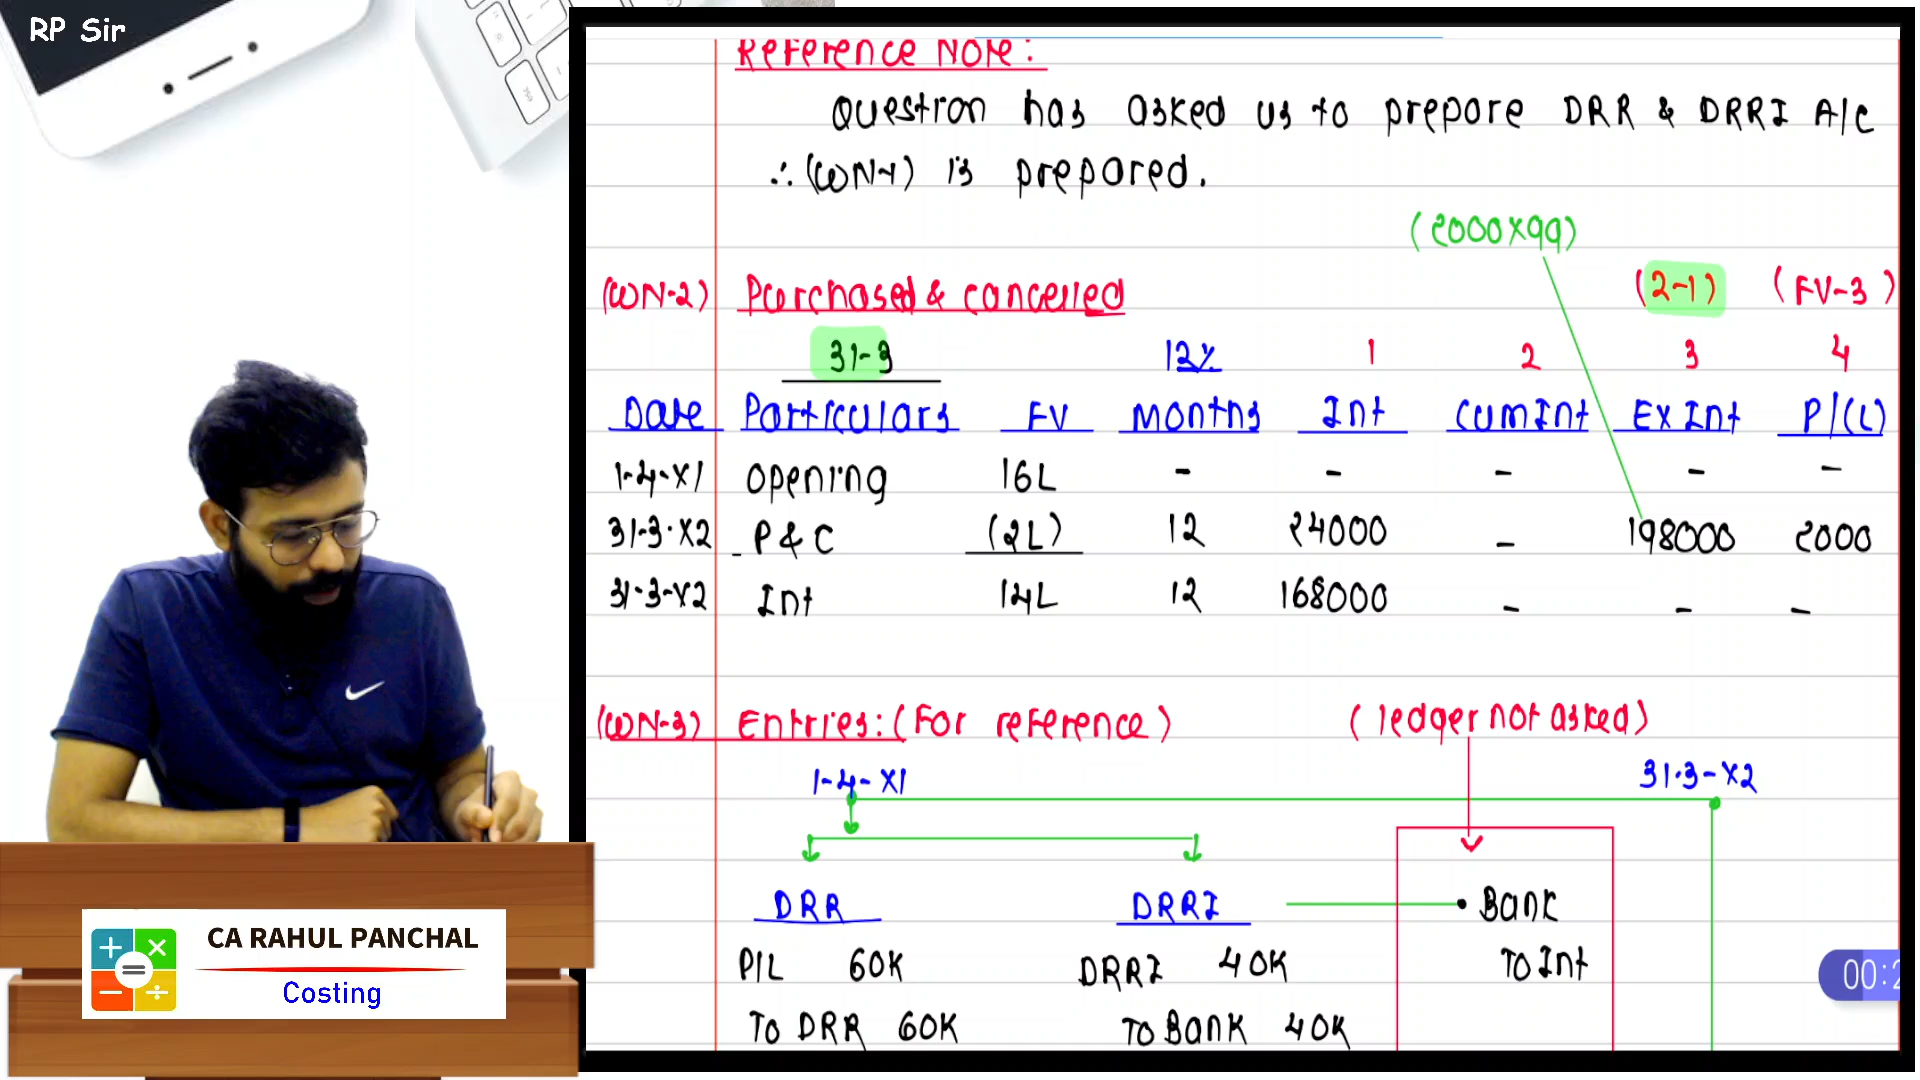 RP Sir
Reference Note:
Question has asked us to prepare DRR & DRRI A/C
∴ (WN-1) is prepared.
(2000x99)
(WN-2) Purchased & cancelled (2-1) (FV-3)
31-3 12% 1 2 3 4
Date Particulars FV Months Int CumInt Ex Int P/(L)
1-4-X1 Opening 16L - - - - -
31-3-X2 P & C (2L) 12 24000 - 198000 2000
31-3-X2 Int 14L 12 168000 - - -
(WN-3) Entries: (For reference) (ledger not asked)
1-4-X1 31-3-X2
DRR DRRI Bank
P/L 60K DRRI 40K To Int
To DRR 60K To Bank 40K
CA RAHUL PANCHAL
Costing
00:2